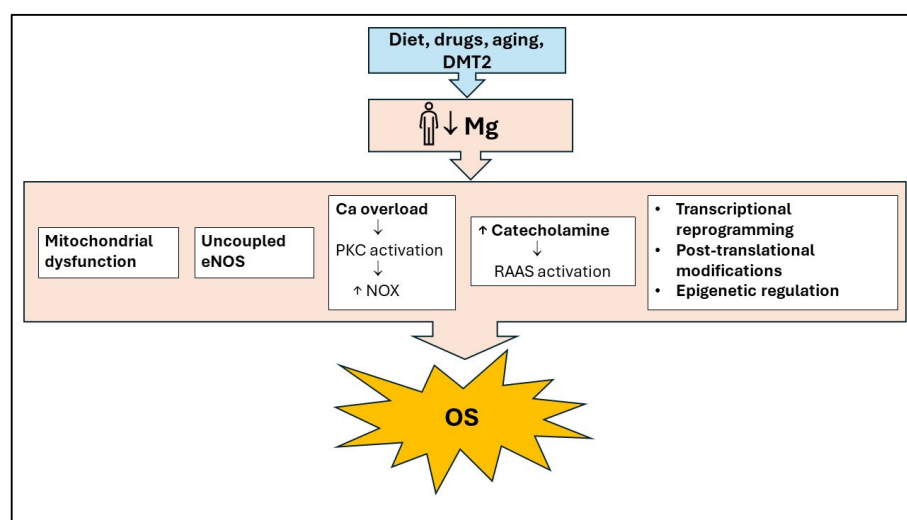 Diet, drugs, aging,
DMT2
↓ Mg
Mitochondrial
dysfunction
Uncoupled
eNOS
Ca overload
↓
PKC activation
↓
↑ NOX
↑ Catecholamine
↓
RAAS activation
• Transcriptional
reprogramming
• Post-translational
modifications
• Epigenetic regulation
OS